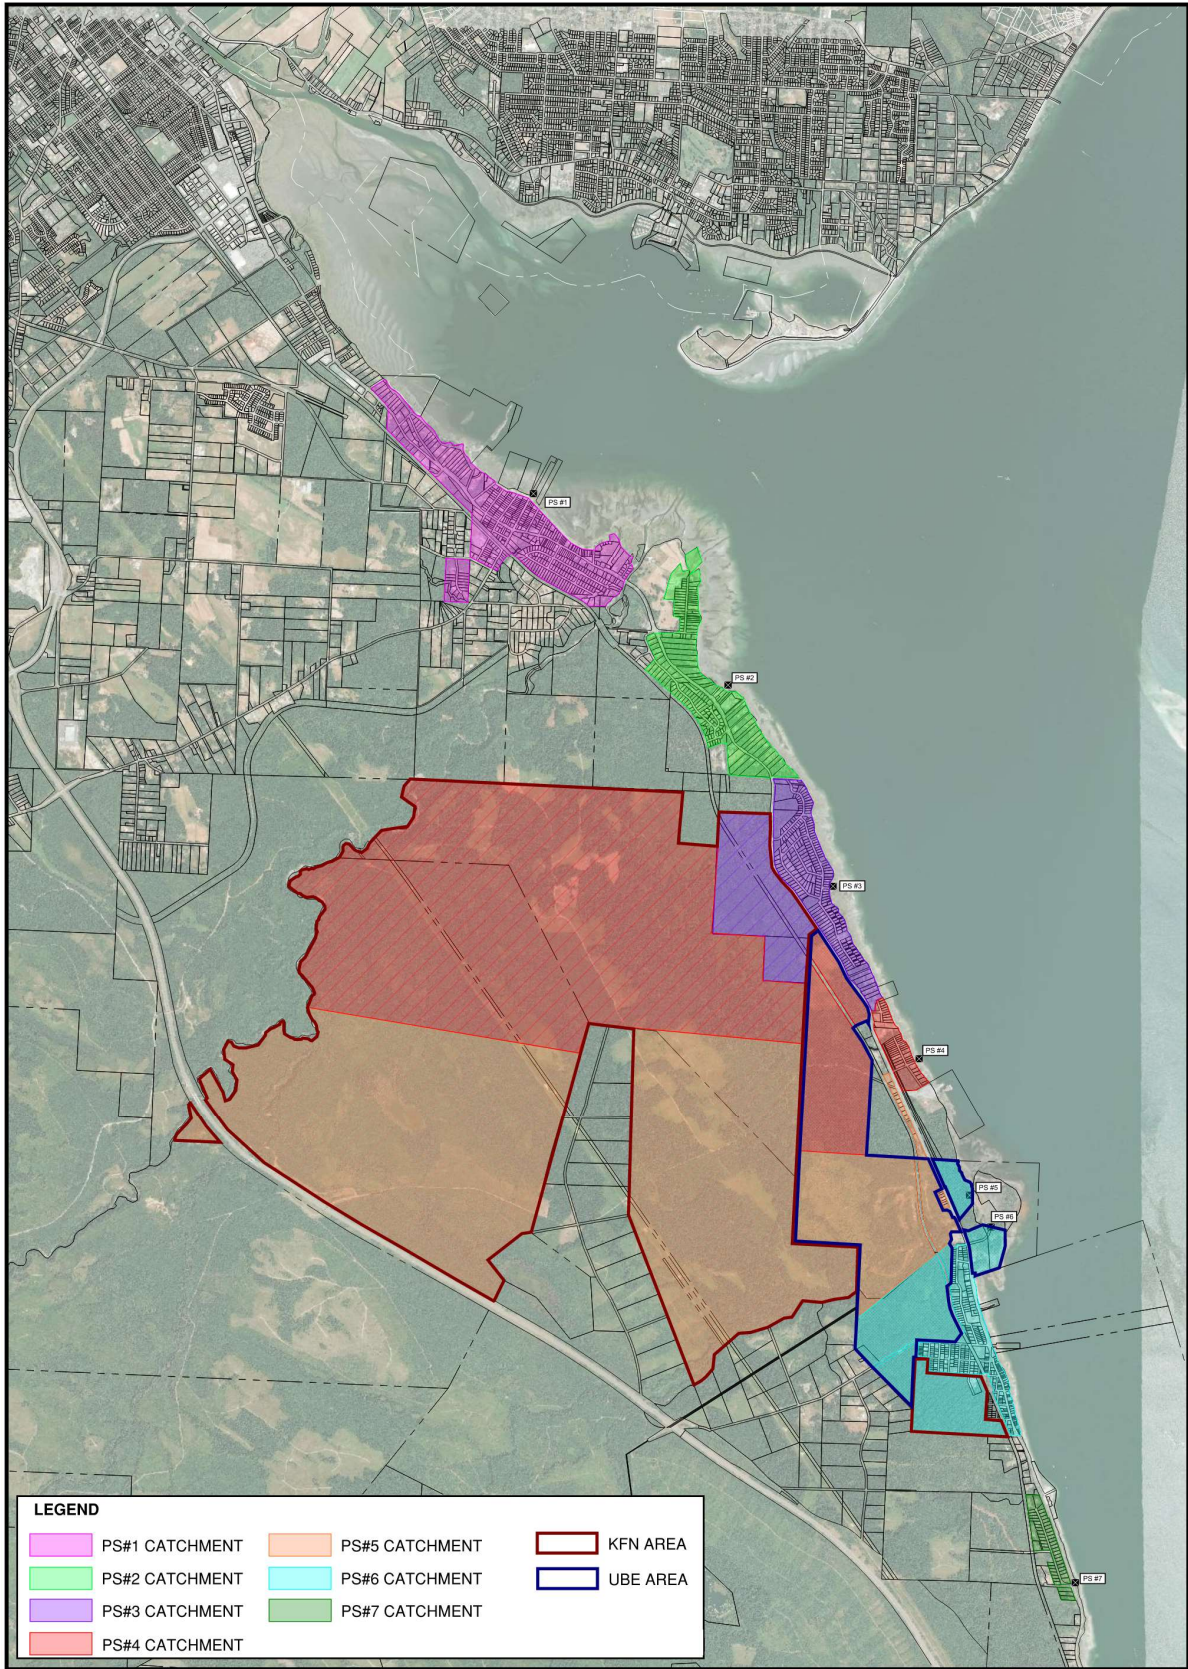 PS #1
PS #2
PS #3
PS #4
PS #5
PS #6
PS #7
LEGEND
PS#1 CATCHMENT
PS#2 CATCHMENT
PS#3 CATCHMENT
PS#4 CATCHMENT
PS#5 CATCHMENT
PS#6 CATCHMENT
PS#7 CATCHMENT
KFN AREA
UBE AREA